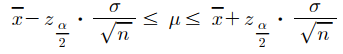 x̄ − z_{α/2} · σ/√n ≤ μ ≤ x̄ + z_{α/2} · σ/√n